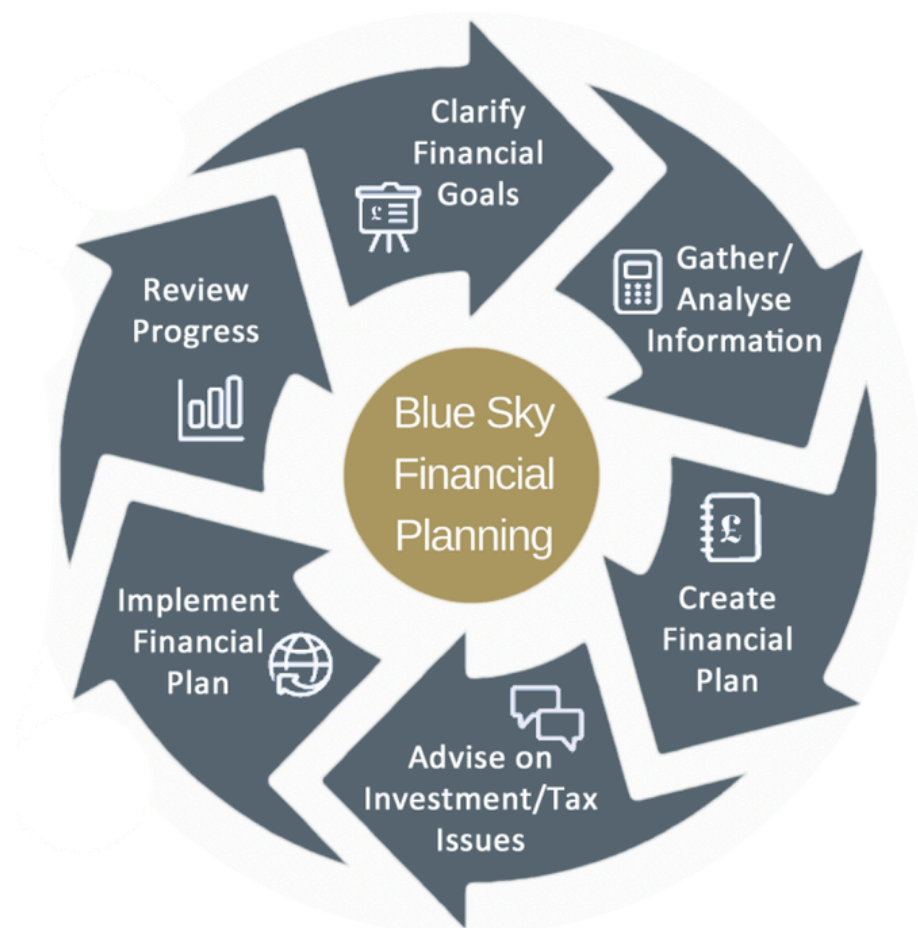 Clarify
Financial
Goals
£
Gather/
Analyse
Information
£
Create
Financial
Plan
Advise on
Investment/Tax
Issues
Implement
Financial
Plan
Review
Progress
Blue Sky
Financial
Planning